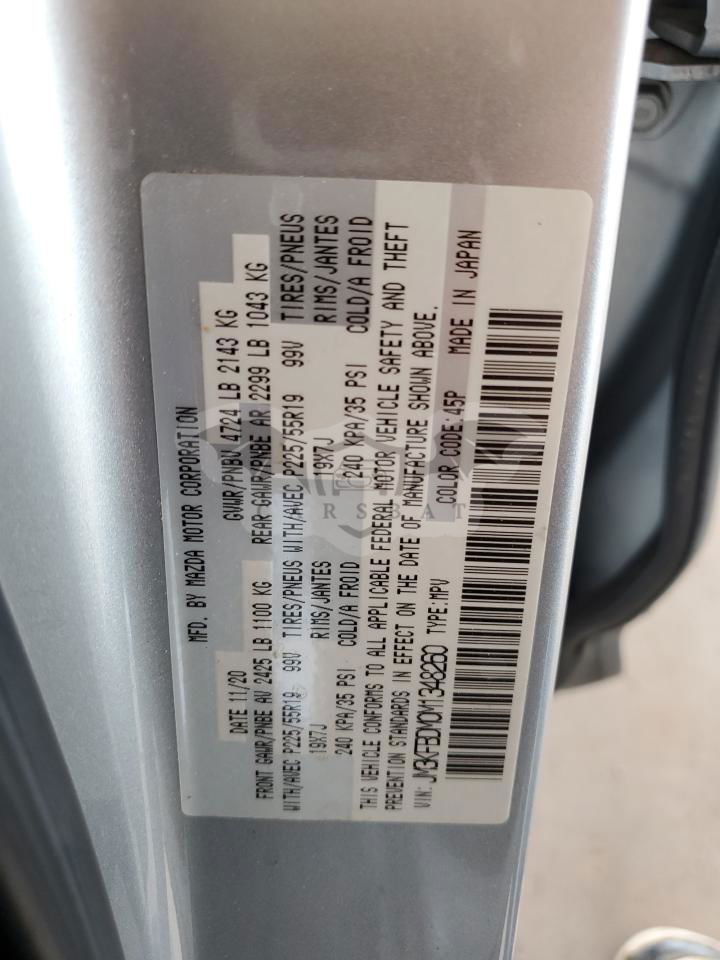 MFD. BY MAZDA MOTOR CORPORATION
DATE 11/20 GVWR/PNBV 4724 LB 2143 KG
FRONT GAWR/PNBE AV 2425 LB 1100 KG REAR GAWR/PNBE AR 2299 LB 1043 KG
WITH/AVEC P225/55R19 99V TIRES/PNEUS WITH/AVEC P225/55R19 99V TIRES/PNEUS
19X7J RIMS/JANTES 19X7J RIMS/JANTES
240 KPA/35 PSI COLD/A FROID 240 KPA/35 PSI COLD/A FROID
THIS VEHICLE CONFORMS TO ALL APPLICABLE FEDERAL MOTOR VEHICLE SAFETY AND THEFT
PREVENTION STANDARDS IN EFFECT ON THE DATE OF MANUFACTURE SHOWN ABOVE.
VIN: JM3KFBDM0M1348260 TYPE:MPV COLOR CODE:45P MADE IN JAPAN
CARSBAT